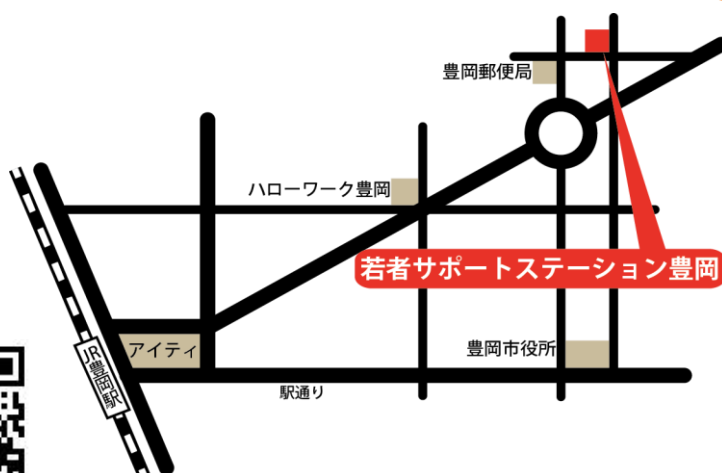 豊岡郵便局
ハローワーク豊岡
若者サポートステーション豊岡
アイティ
豊岡市役所
JR豊岡駅
駅通り